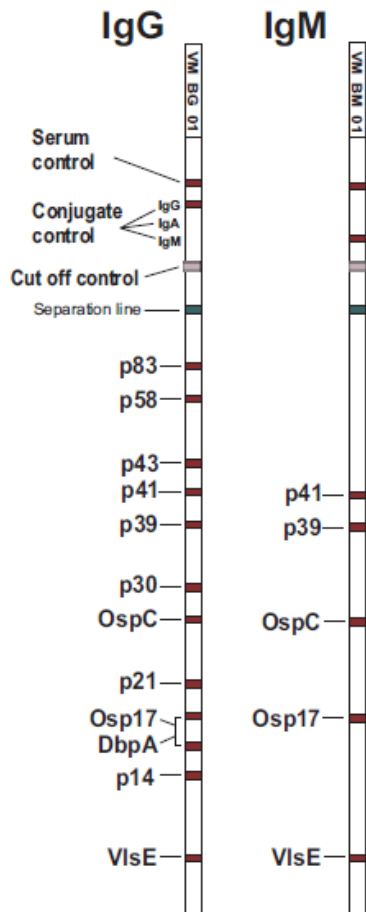 IgG
IgM
VM BG 01
VM BM 01
Serum
control
Conjugate
control
IgG
IgA
IgM
Cut off control
Separation line
p83
p58
p43
p41
p39
p30
OspC
p21
Osp17
DbpA
p14
VlsE
p41
p39
OspC
Osp17
VlsE